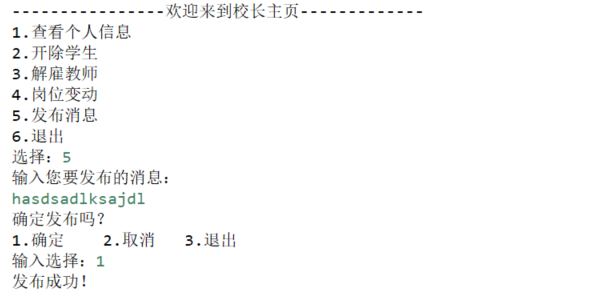 ----------------欢迎来到校长主页-------------
1.查看个人信息
2.开除学生
3.解雇教师
4.岗位变动
5.发布消息
6.退出
选择：5
输入您要发布的消息：
hasdsadlksajdl
确定发布吗？
1.确定    2.取消   3.退出
输入选择：1
发布成功！